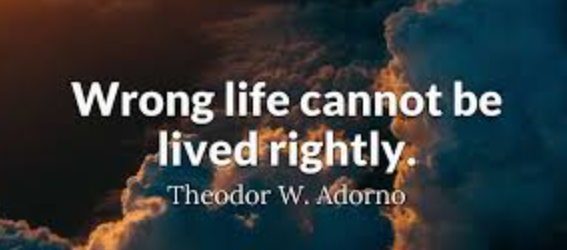 Wrong life cannot be
lived rightly.
Theodor W. Adorno